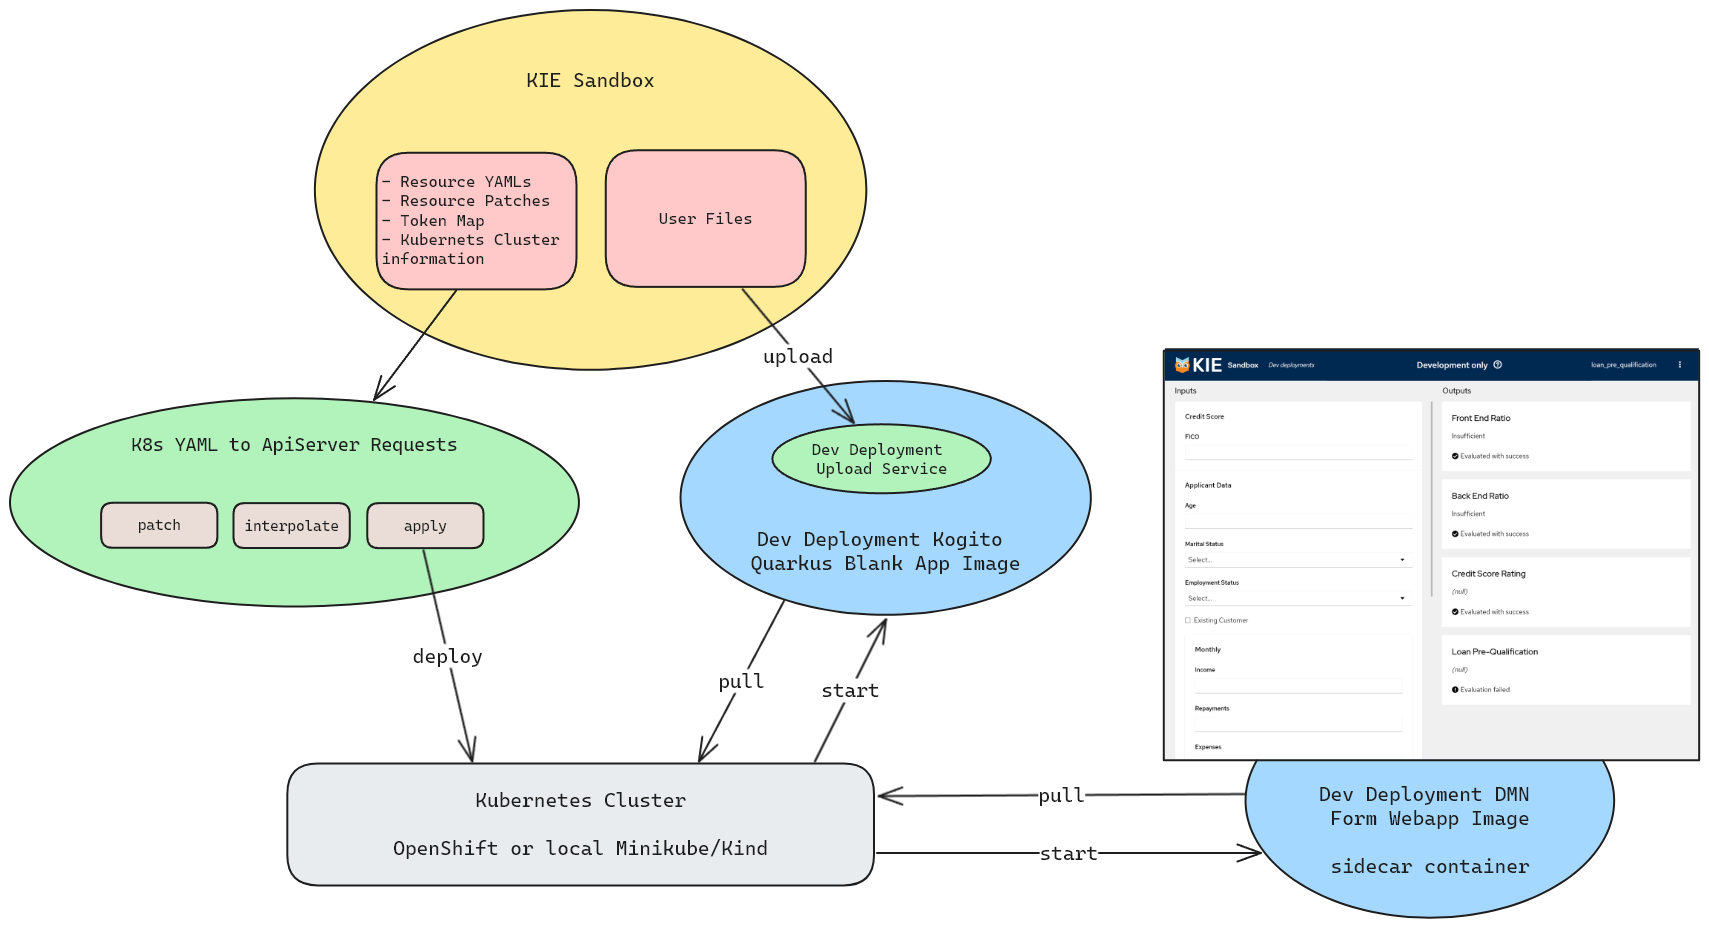 KIE Sandbox
- Resource YAMLs
- Resource Patches
- Token Map
- Kubernets Cluster
information
User Files
upload
K8s YAML to ApiServer Requests
patch
interpolate
apply
Dev Deployment
Upload Service
Dev Deployment Kogito
Quarkus Blank App Image
deploy
pull
start
Kubernetes Cluster
OpenShift or local Minikube/Kind
pull
start
Dev Deployment DMN
Form Webapp Image
sidecar container
KIE Sandbox Dev deployments
Development only
loan_pre_qualification
Inputs
Credit Score
FICO
Applicant Data
Age
Marital Status
Select...
Employment Status
Select...
Existing Customer
Monthly
Income
Repayments
Expenses
Outputs
Front End Ratio
Insufficient
Evaluated with success
Back End Ratio
Insufficient
Evaluated with success
Credit Score Rating
(null)
Evaluated with success
Loan Pre-Qualification
(null)
Evaluation failed